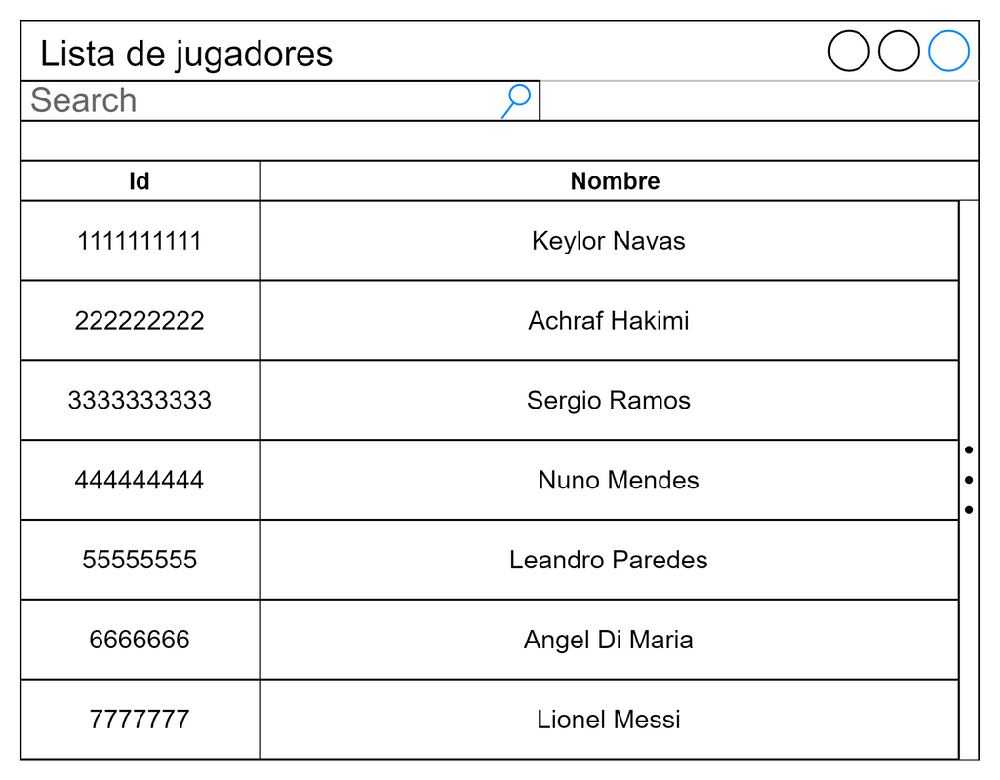 Lista de jugadores
Search
Id Nombre
1111111111 Keylor Navas
222222222 Achraf Hakimi
3333333333 Sergio Ramos
444444444 Nuno Mendes
55555555 Leandro Paredes
6666666 Angel Di Maria
7777777 Lionel Messi